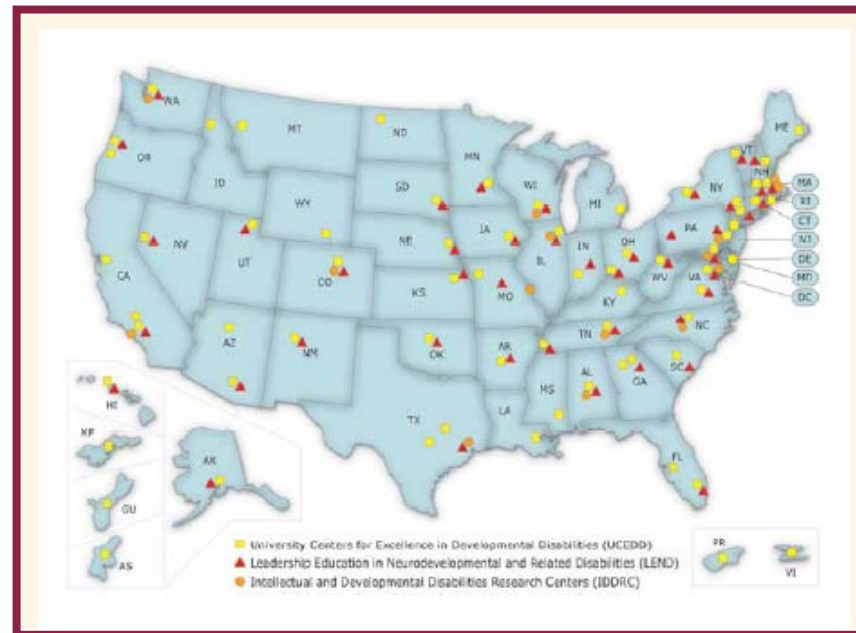 WA
MT
ND
MN
ME
VT
NH
OR
ID
SD
WI
MI
NY
MA
RI
CT
WY
NV
UT
NE
IA
IL
IN
OH
PA
NJ
DE
MD
DC
CA
CO
KS
MO
WV
VA
KY
AZ
NM
OK
AR
TN
NC
SC
MS
AL
GA
TX
LA
FL
HI
AK
GU
AS
PR
VI
University Centers for Excellence in Developmental Disabilities (UCEDD)
Leadership Education in Neurodevelopmental and Related Disabilities (LEND)
Intellectual and Developmental Disabilities Research Centers (IDDRC)